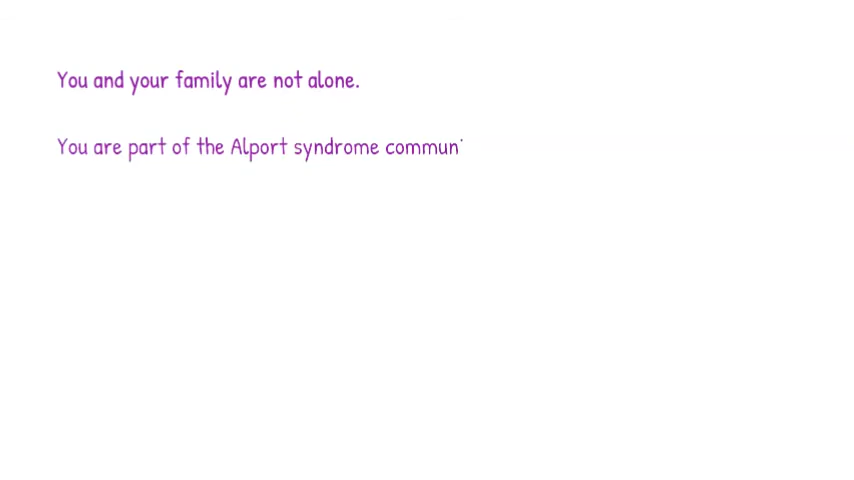 You and your family are not alone.
You are part of the Alport syndrome commun